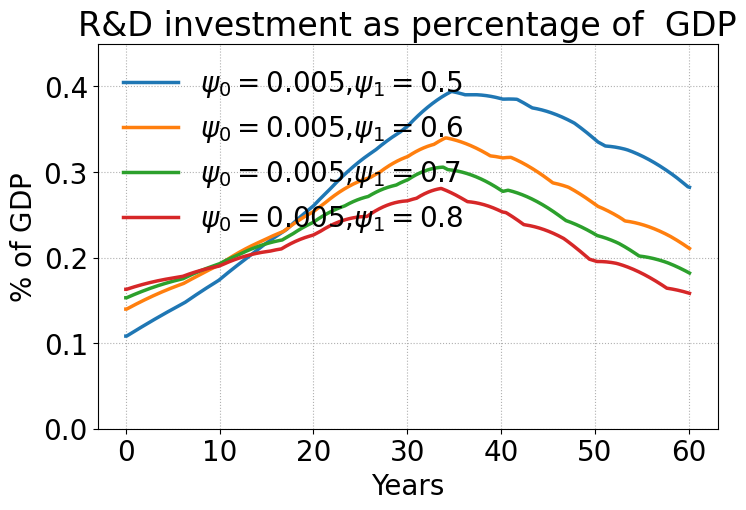 R&D investment as percentage of  GDP
% of GDP
0.4
0.3
0.2
0.1
0.0
ψ₀ = 0.005,ψ₁ = 0.5
ψ₀ = 0.005,ψ₁ = 0.6
ψ₀ = 0.005,ψ₁ = 0.7
ψ₀ = 0.005,ψ₁ = 0.8
0 10 20 30 40 50 60
Years